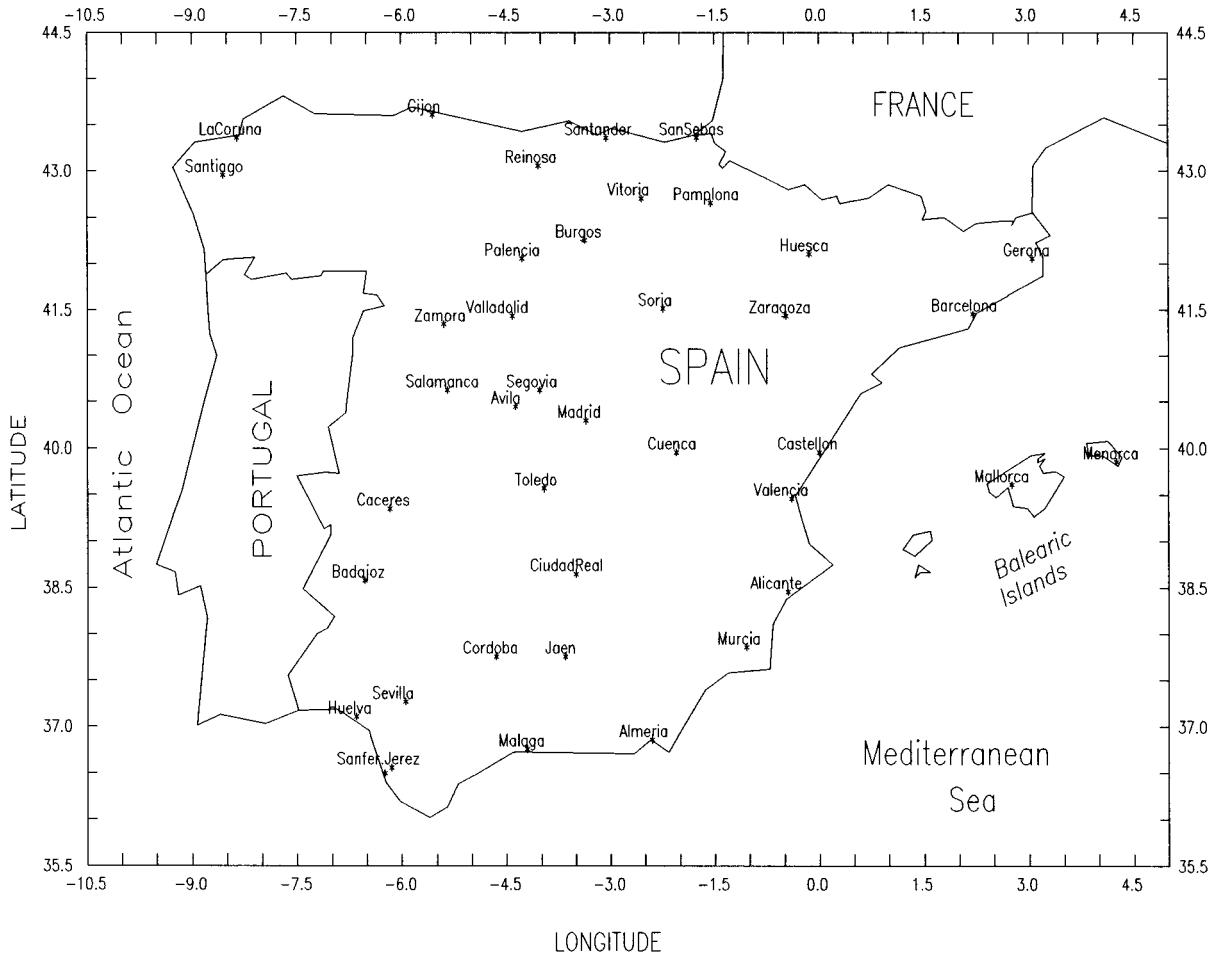 -10.5 -9.0 -7.5 -6.0 -4.5 -3.0 -1.5 0.0 1.5 3.0 4.5
44.5 44.5
FRANCE
Gijon
LaCoruna Santander SanSebas
43.0 43.0
Santiago Reinosa
Vitoria Pamplona
Burgos
Palencia Huesca Gerona
41.5 41.5
Zamora Valladolid Soria Zaragoza Barcelona
SPAIN
Salamanca Segovia
Avila Madrid
Atlantic Ocean
PORTUGAL
LATITUDE
40.0 40.0
Cuenca Castellon Menorca
Caceres Toledo Valencia Mallorca
Balearic
Islands
38.5 38.5
Badajoz CiudadReal Alicante
Cordoba Jaen Murcia
Sevilla
37.0 37.0
Huelva Malaga Almeria
Sanfer. Jerez
Mediterranean
Sea
35.5 35.5
-10.5 -9.0 -7.5 -6.0 -4.5 -3.0 -1.5 0.0 1.5 3.0 4.5
LONGITUDE